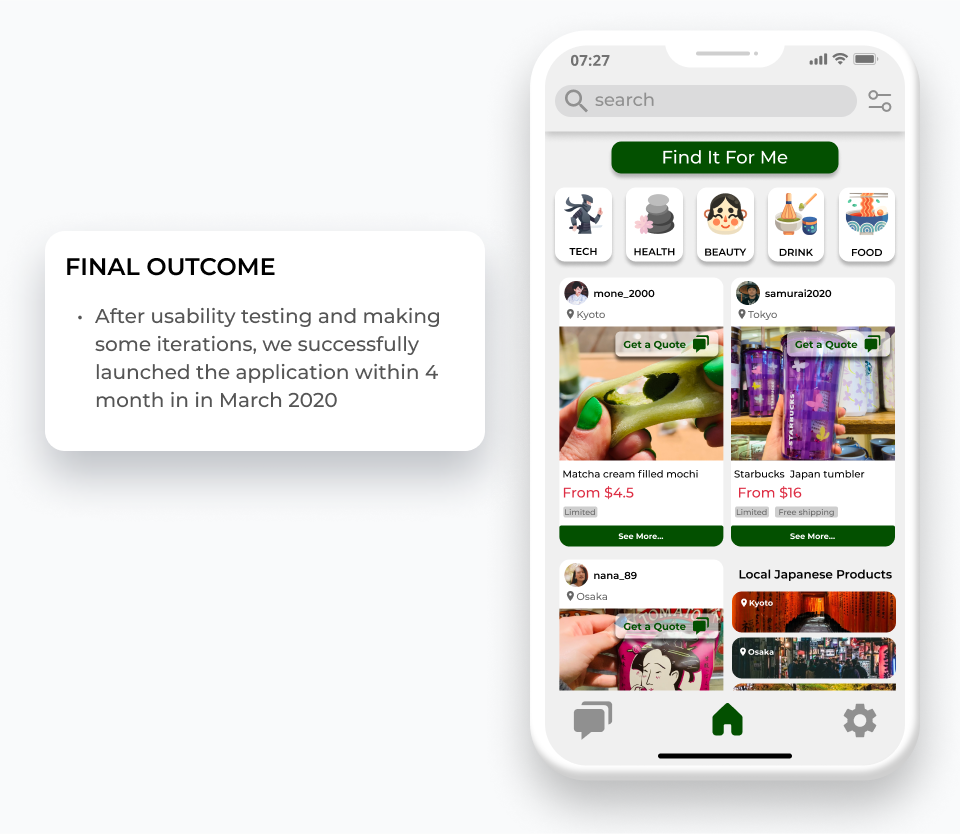 FINAL OUTCOME
• After usability testing and making
some iterations, we successfully
launched the application within 4
month in in March 2020
07:27
search
Find It For Me
TECH
HEALTH
BEAUTY
DRINK
FOOD
mone_2000
Kyoto
Get a Quote
Matcha cream filled mochi
From $4.5
Limited
See More...
samurai2020
Tokyo
Get a Quote
STARBUCKS
Starbucks Japan tumbler
From $16
Limited Free shipping
See More...
nana_89
Osaka
Get a Quote
Local Japanese Products
Kyoto
Osaka